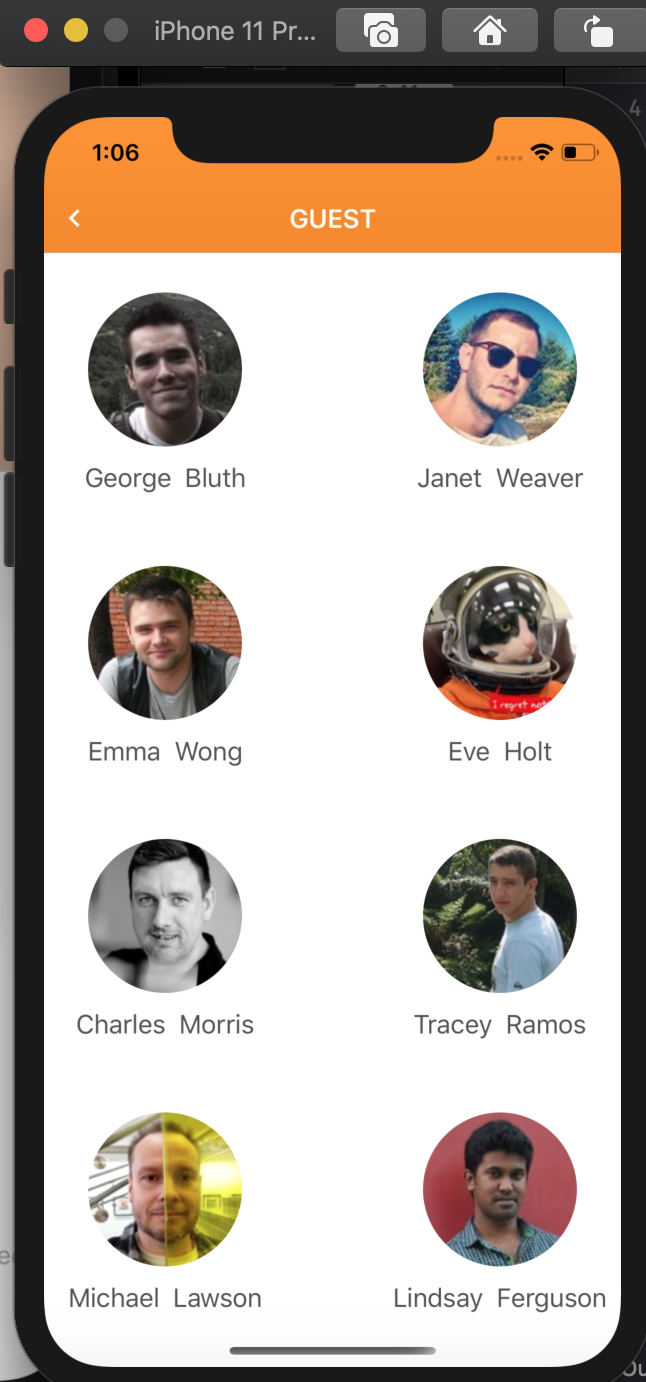 iPhone 11 Pr...
4
1:06
GUEST
George Bluth
Janet Weaver
Emma Wong
I regret
Eve Holt
Charles Morris
Tracey Ramos
Michael Lawson
Lindsay Ferguson